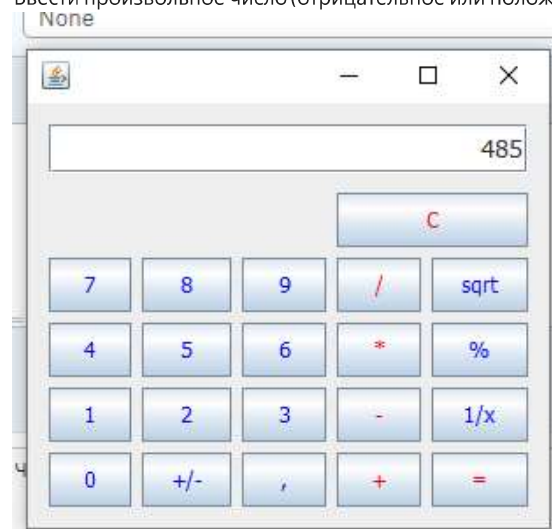 Ввести произвольное число (отрицательное или полож
None
485
C
7 8 9 / sqrt
4 5 6 * %
1 2 3 - 1/x
0 +/- , + =